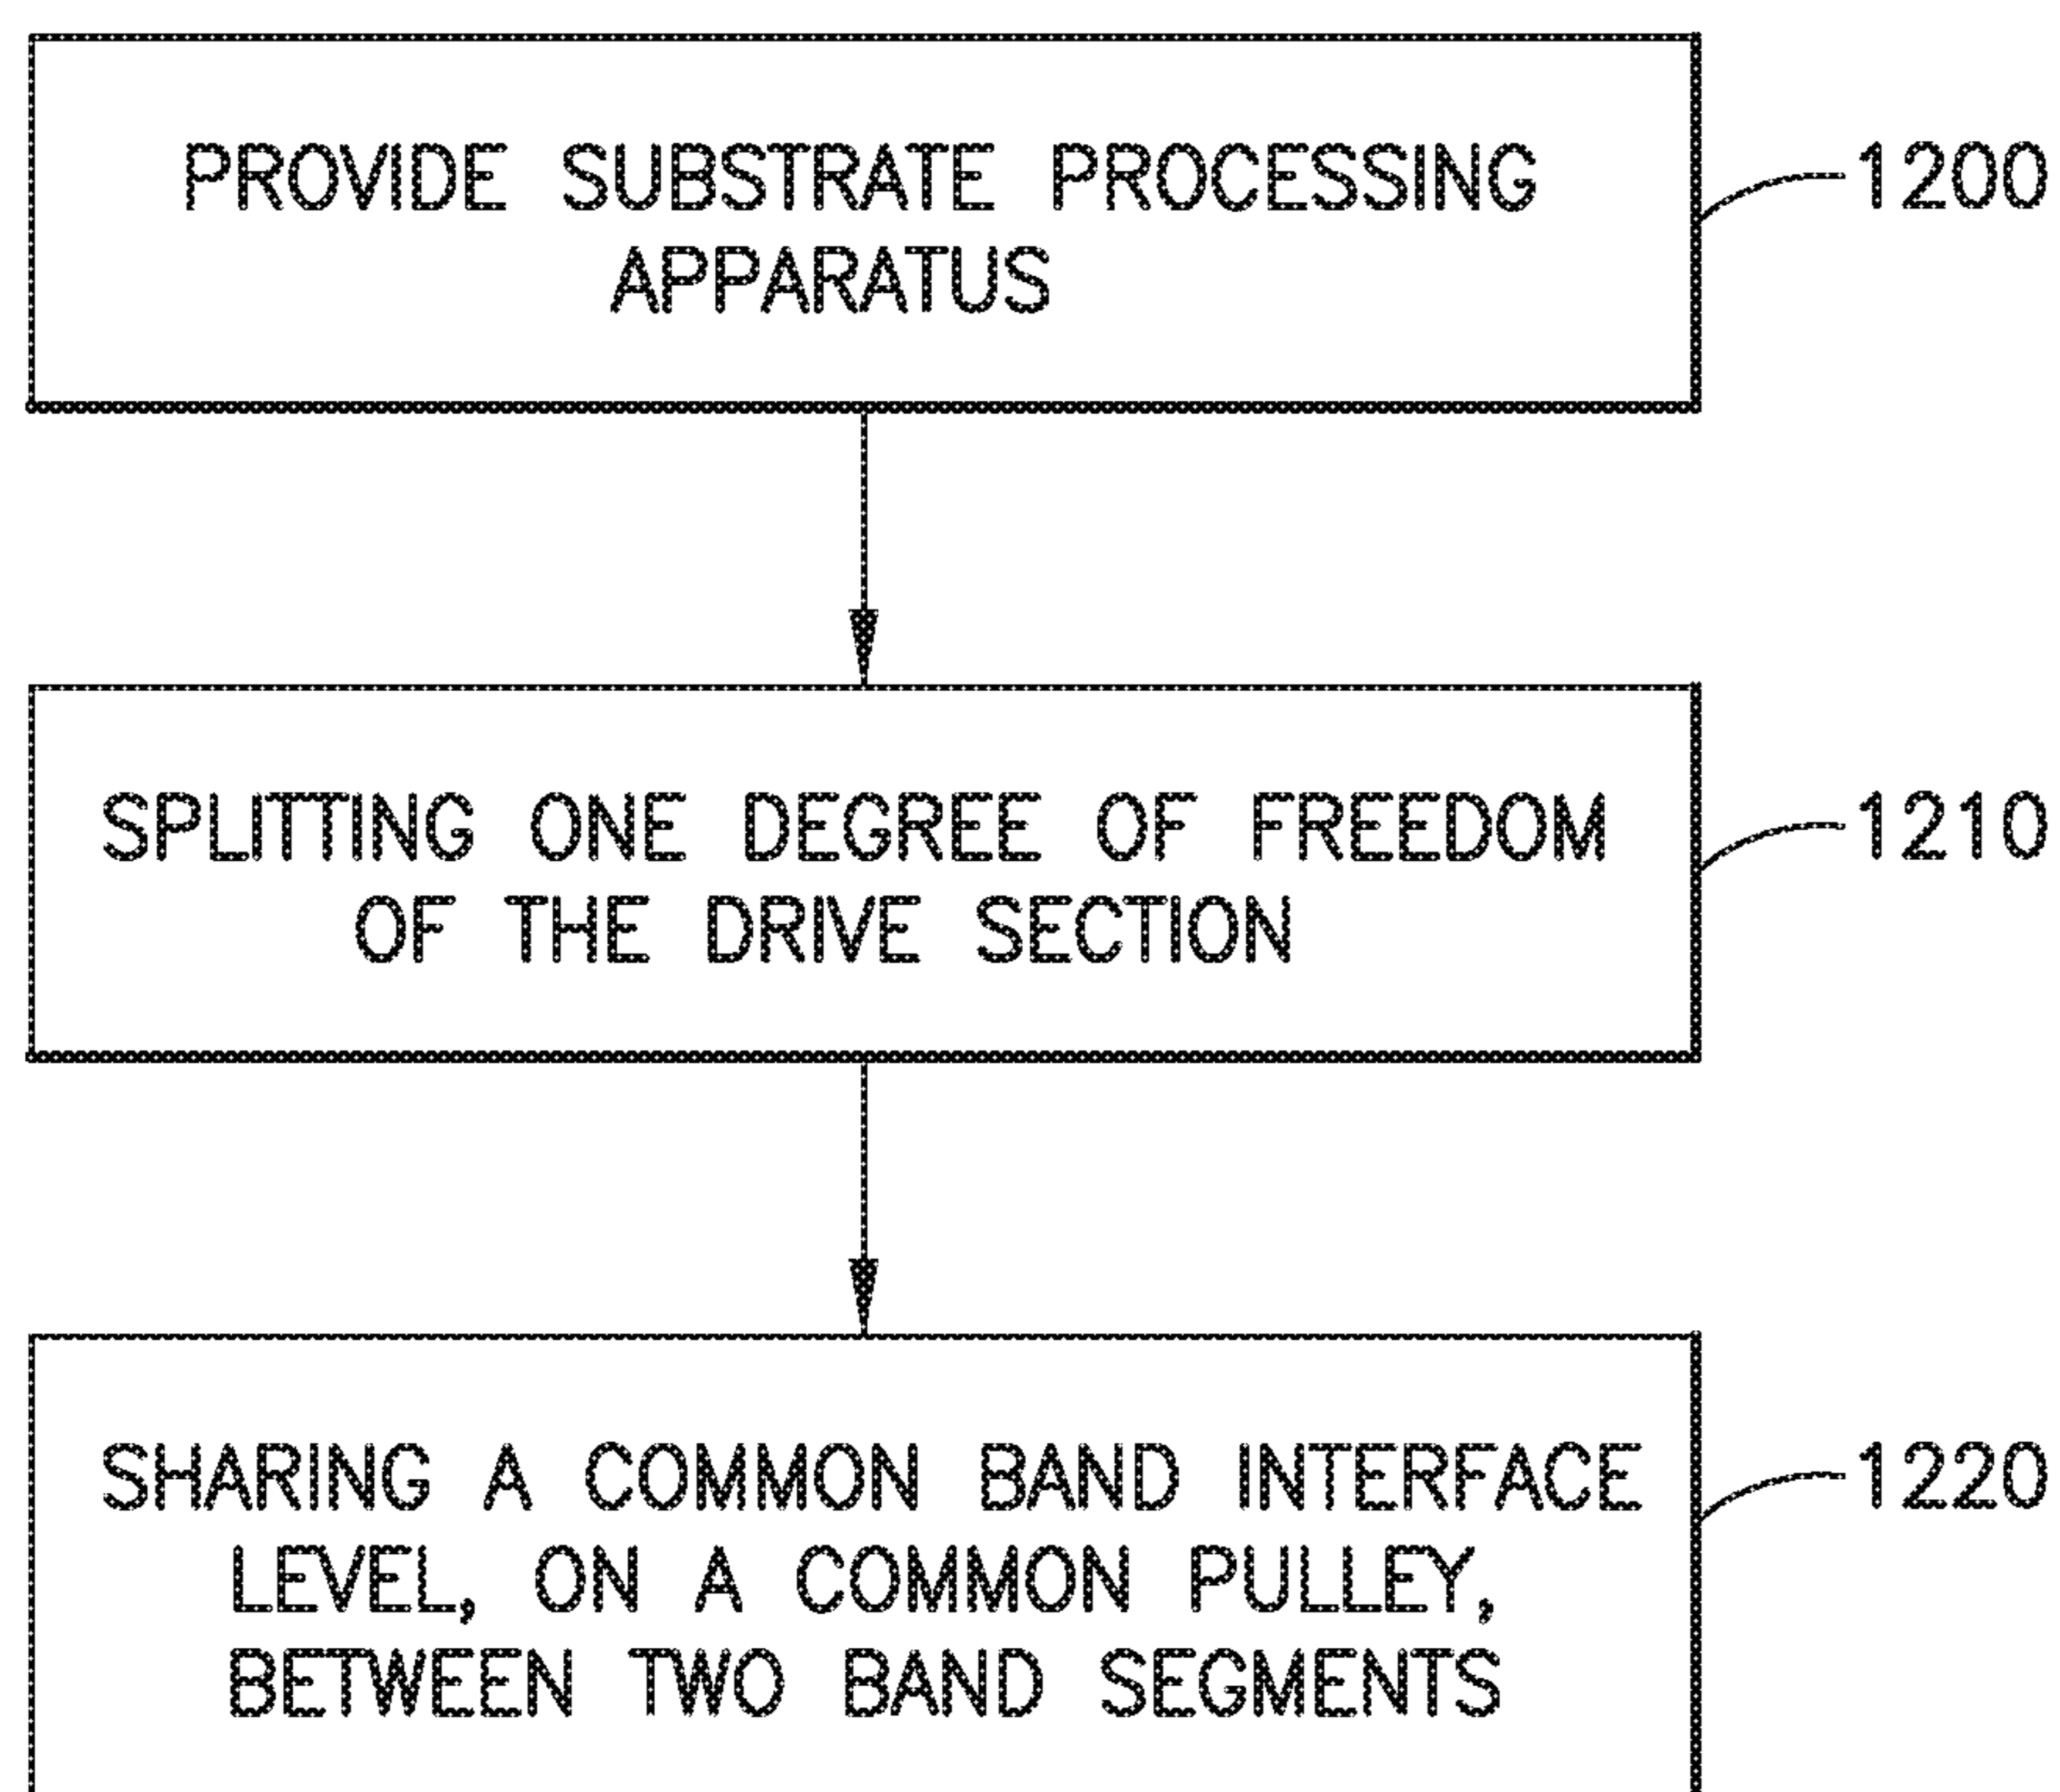 PROVIDE SUBSTRATE PROCESSING
APPARATUS
1200
SPLITTING ONE DEGREE OF FREEDOM
OF THE DRIVE SECTION
1210
SHARING A COMMON BAND INTERFACE
LEVEL, ON A COMMON PULLEY,
BETWEEN TWO BAND SEGMENTS
1220